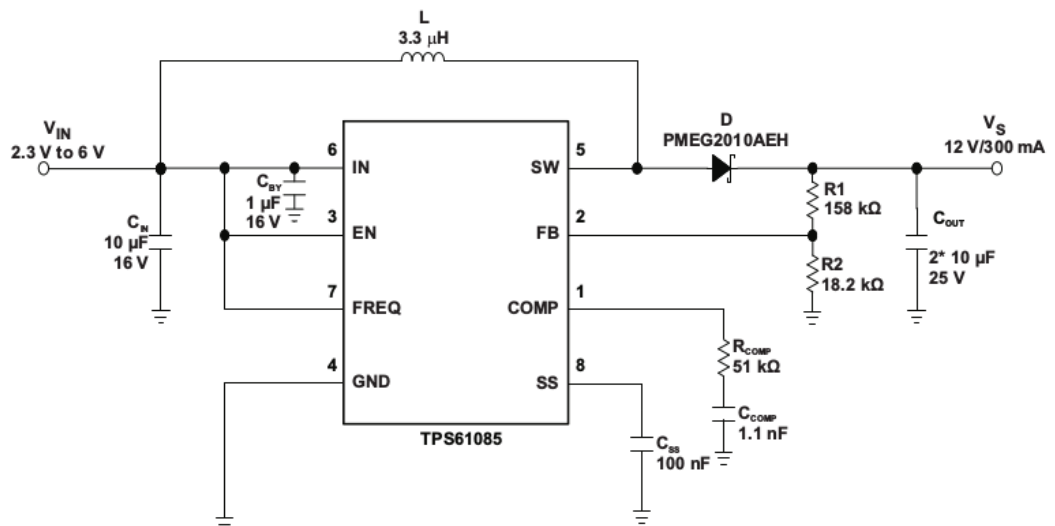 L
3.3 µH
V_IN
2.3 V to 6 V
D
PMEG2010AEH
V_S
12 V/300 mA
6
IN
SW
5
C_BY
1 µF
16 V
R1
158 kΩ
C_IN
10 µF
16 V
3
EN
FB
2
C_OUT
2* 10 µF
25 V
R2
18.2 kΩ
7
FREQ
COMP
1
R_COMP
51 kΩ
4
GND
SS
8
C_COMP
1.1 nF
TPS61085
C_SS
100 nF